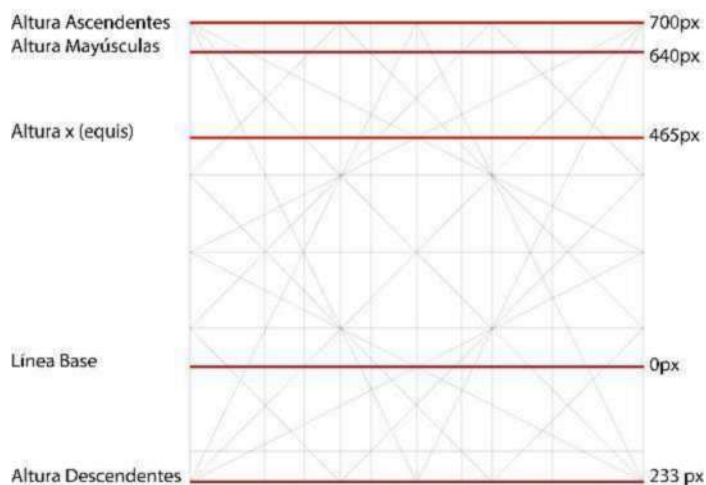 Altura Ascendentes 700px
Altura Mayúsculas 640px
Altura x (equis) 465px
Línea Base 0px
Altura Descendentes 233 px